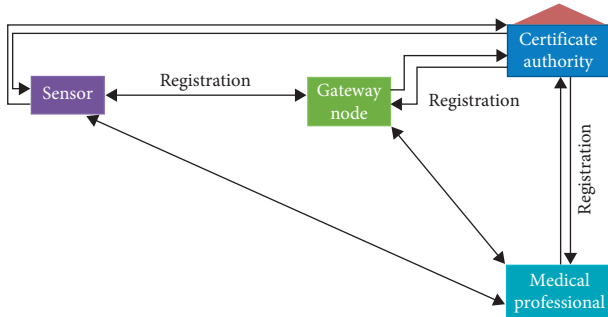 Certificate
authority
Registration
Sensor
Gateway
node
Registration
Registration
Medical
professional